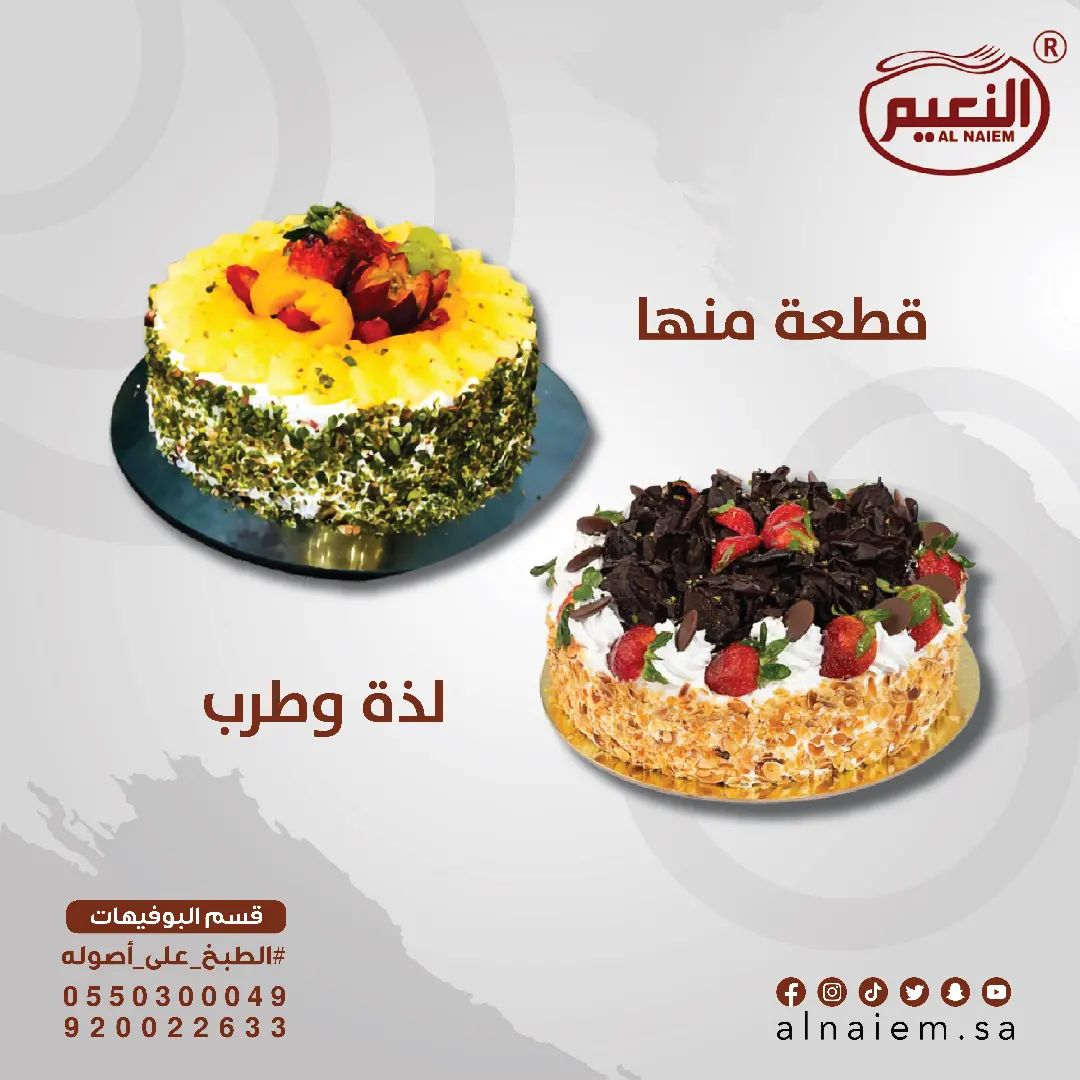 ®
النعيم
AL NAIEM
قطعة منها
لذة وطرب
قسم البوفيهات
#الطبخ_على_أصوله
0550300049
920022633
alnaiem.sa